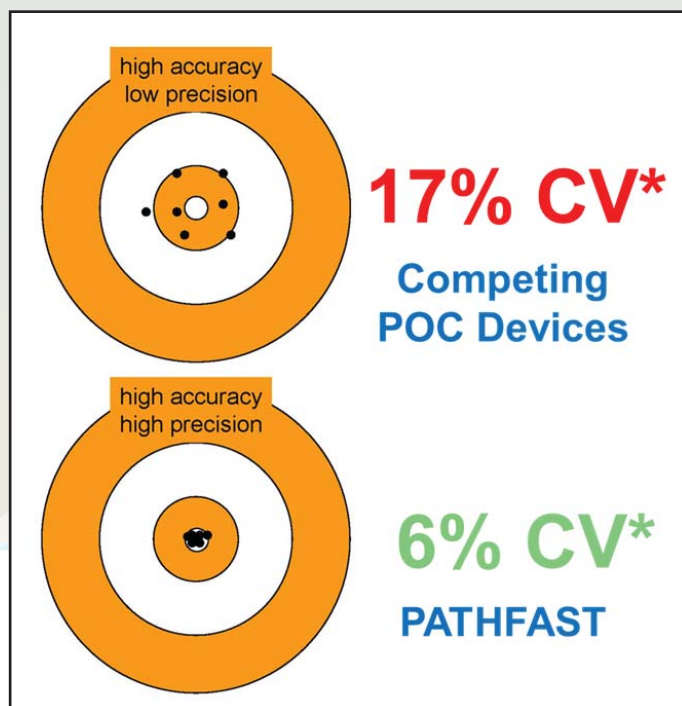 high accuracy
low precision
17% CV*
Competing
POC Devices
high accuracy
high precision
6% CV*
PATHFAST